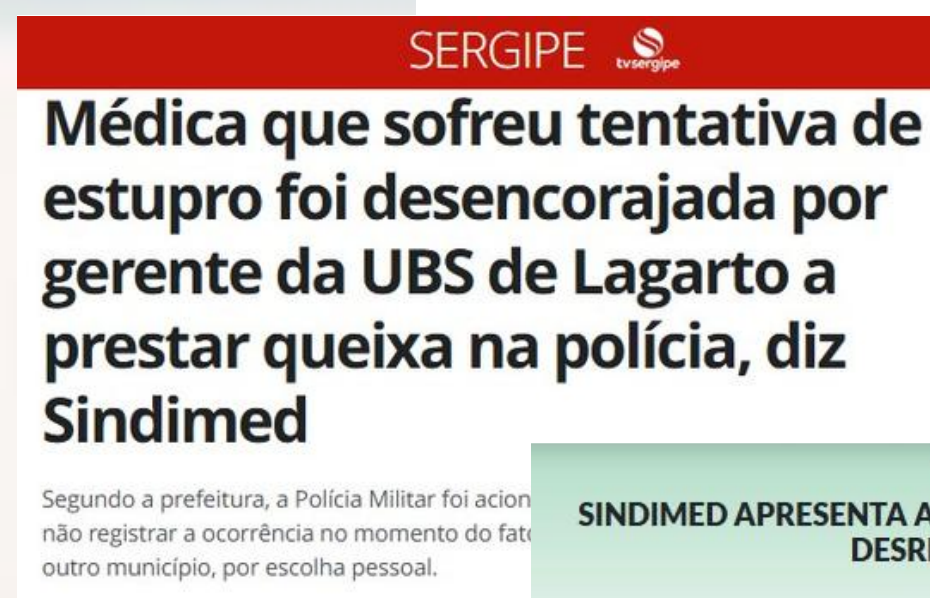 SERGIPE tvsergipe
Médica que sofreu tentativa de
estupro foi desencorajada por
gerente da UBS de Lagarto a
prestar queixa na polícia, diz
Sindimed
Segundo a prefeitura, a Polícia Militar foi acion
não registrar a ocorrência no momento do fato
outro município, por escolha pessoal.
SINDIMED APRESENTA A
DESRE